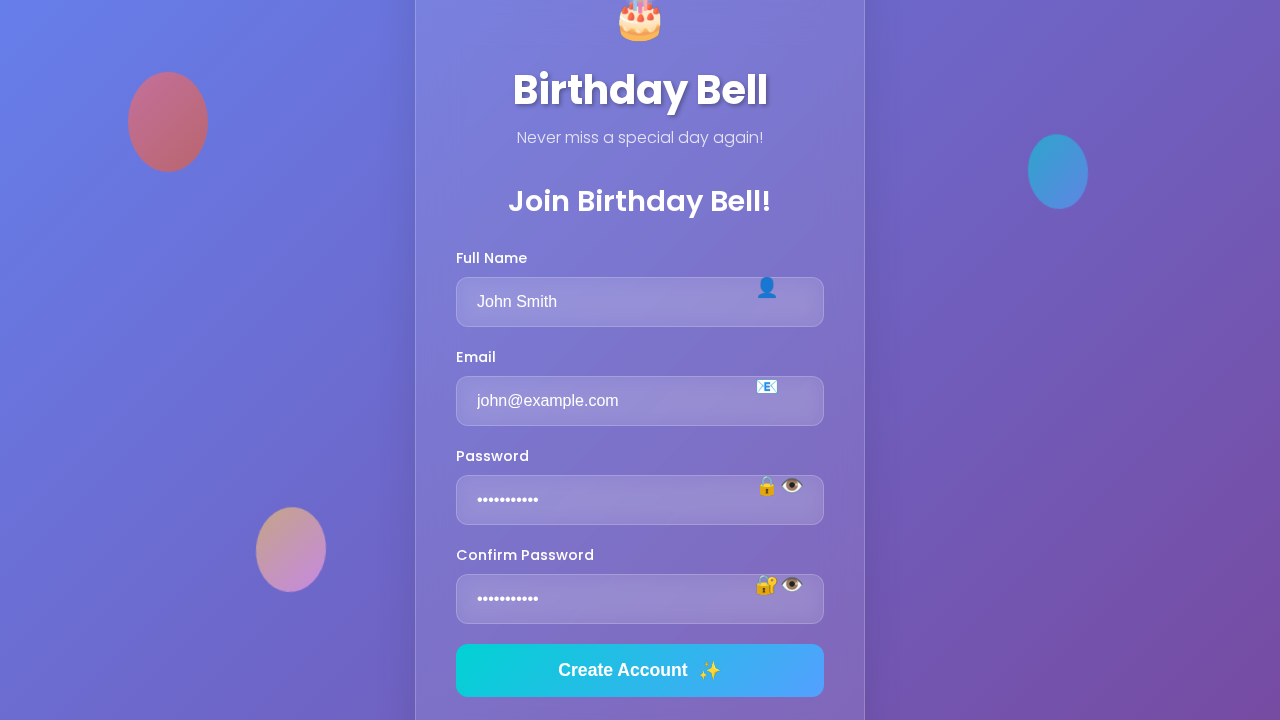 Birthday Bell
Never miss a special day again!
Join Birthday Bell!
Full Name
John Smith
Email
john@example.com
Password
•••••••••••
Confirm Password
•••••••••••
Create Account ✨